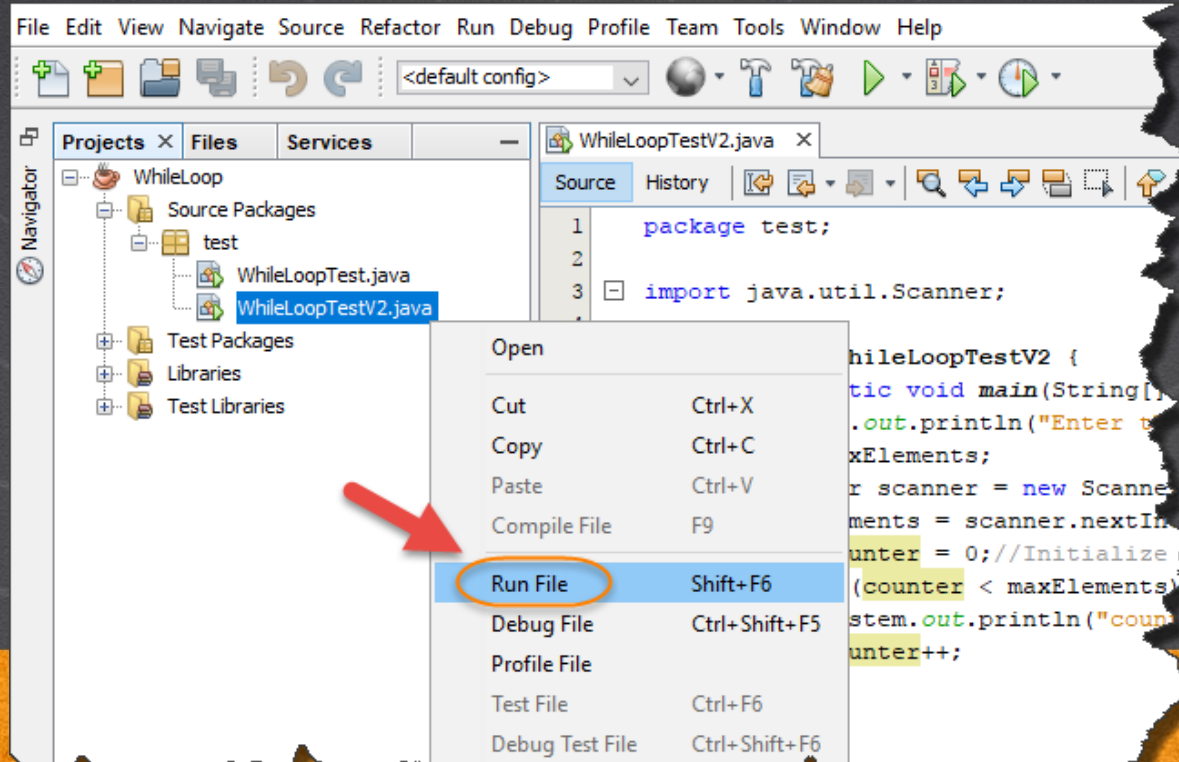 File Edit View Navigate Source Refactor Run Debug Profile Team Tools Window Help
<default config>
Projects Files Services
Navigator
WhileLoop
Source Packages
test
WhileLoopTest.java
WhileLoopTestV2.java
Test Packages
Libraries
Test Libraries
WhileLoopTestV2.java
Source History
1 package test;
2
3 import java.util.Scanner;
hileLoopTestV2 {
tic void main(String[]
.out.println("Enter
xElements;
r scanner = new
ments = scanner.
unter = 0;//Initialize
(counter < maxElements)
stem.out.println("
unter++;
Open
Cut Ctrl+X
Copy Ctrl+C
Paste Ctrl+V
Compile File F9
Run File Shift+F6
Debug File Ctrl+Shift+F5
Profile File
Test File Ctrl+F6
Debug Test File Ctrl+Shift+F6